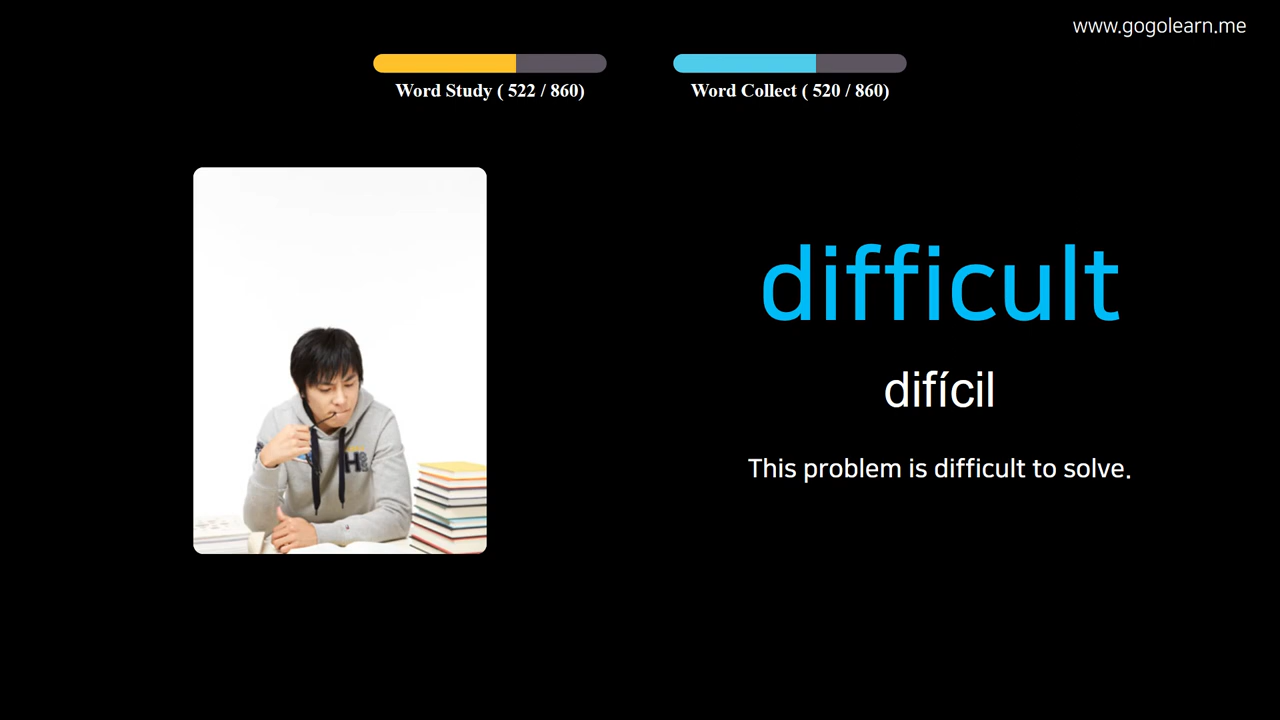 www.gogolearn.me
Word Study ( 522 / 860)
Word Collect ( 520 / 860)
difficult
difícil
This problem is difficult to solve.
H